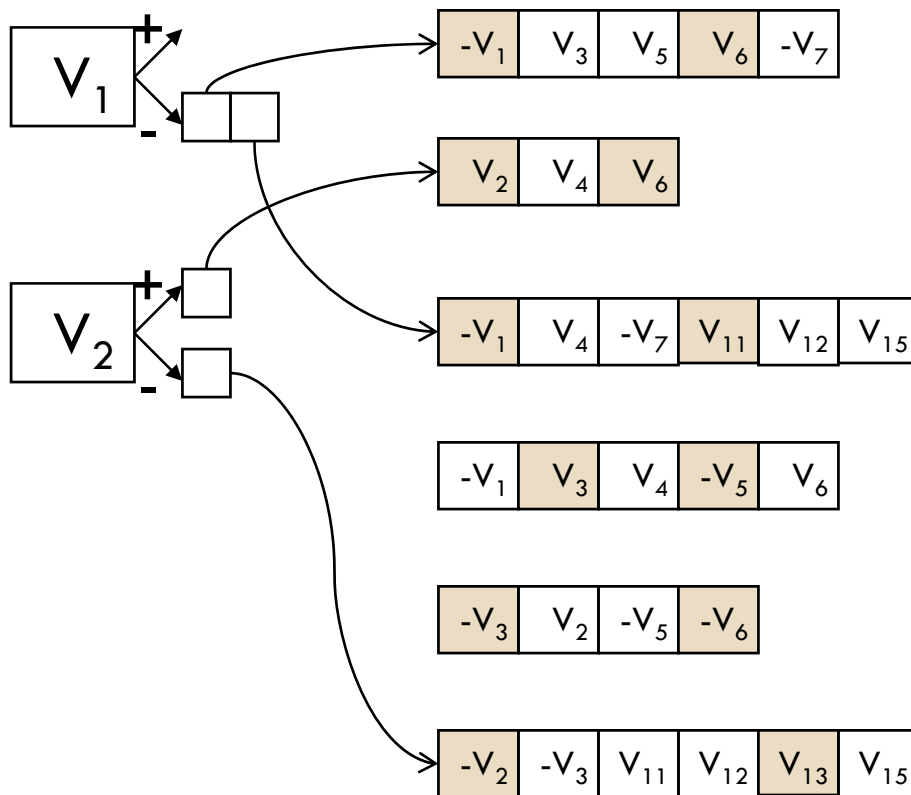 V₁
+
-
-V₁ V₃ V₅ V₆ -V₇
V₂ V₄ V₆
V₂
+
-
-V₁ V₄ -V₇ V₁₁ V₁₂ V₁₅
-V₁ V₃ V₄ -V₅ V₆
-V₃ V₂ -V₅ -V₆
-V₂ -V₃ V₁₁ V₁₂ V₁₃ V₁₅